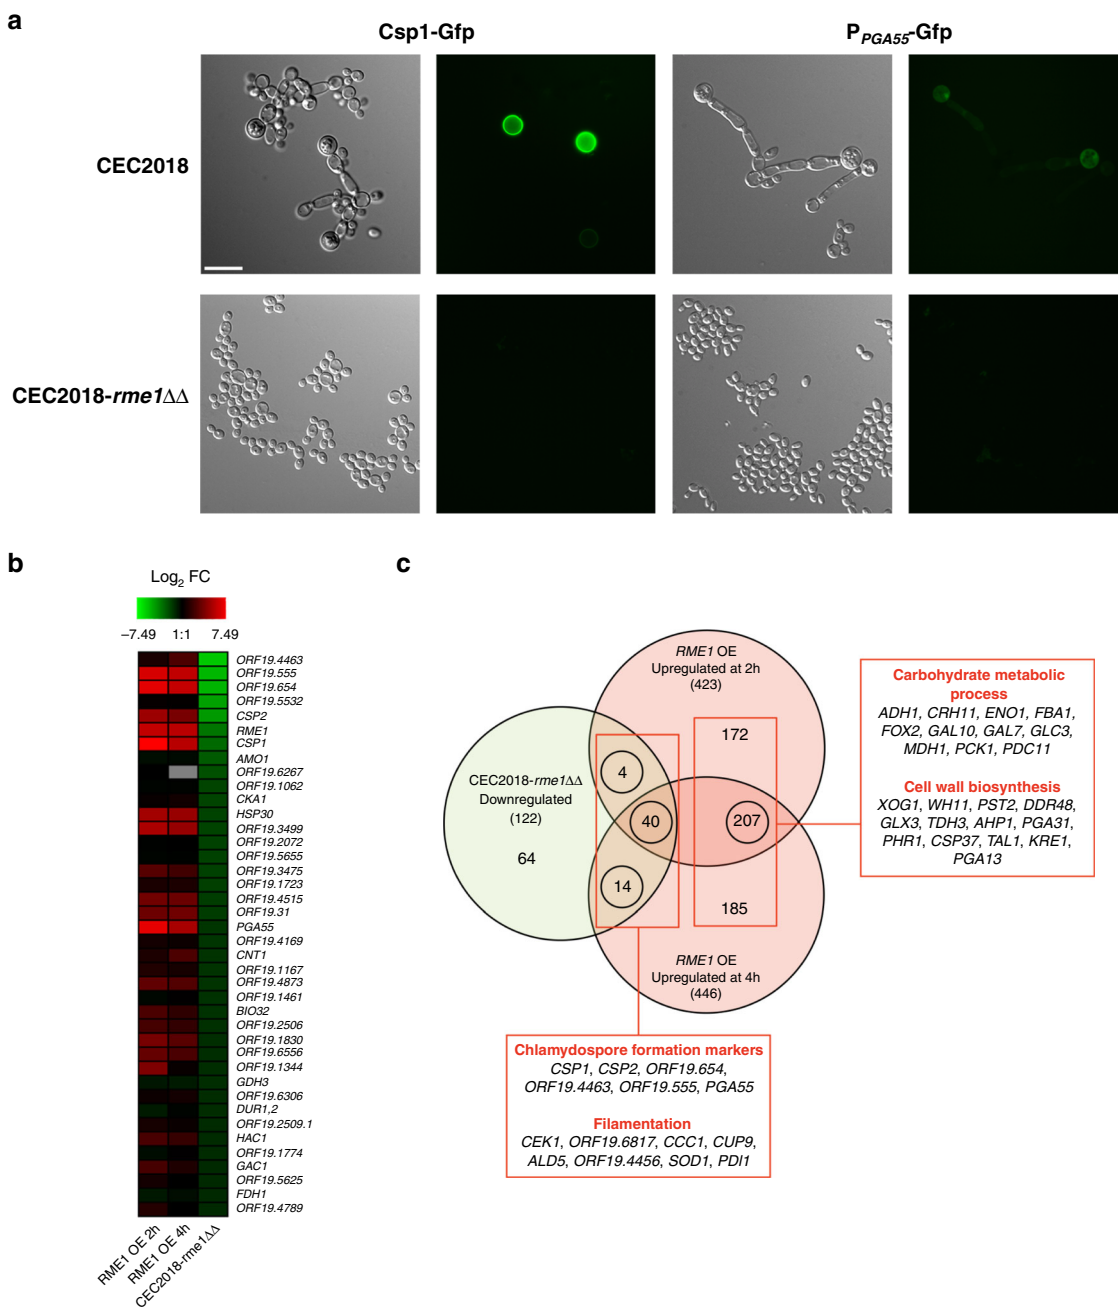 a
Csp1-Gfp
P_PGA55-Gfp
CEC2018
CEC2018-rme1ΔΔ
b
Log2 FC
−7.49 1:1 7.49
ORF19.4463
ORF19.555
ORF19.654
ORF19.5532
CSP2
RME1
CSP1
AMO1
ORF19.6267
ORF19.1062
CKA1
HSP30
ORF19.3499
ORF19.2072
ORF19.5655
ORF19.3475
ORF19.1723
ORF19.4515
ORF19.31
PGA55
ORF19.4169
CNT1
ORF19.1167
ORF19.4873
ORF19.1461
BIO32
ORF19.2506
ORF19.1830
ORF19.6556
ORF19.1344
GDH3
ORF19.6306
DUR1,2
ORF19.2509.1
HAC1
ORF19.1774
GAC1
ORF19.5625
FDH1
ORF19.4789
RME1 OE 2h
RME1 OE 4h
CEC2018-rme1ΔΔ
c
RME1 OE
Upregulated at 2h
(423)
172
CEC2018-rme1ΔΔ
Downregulated
(122)
64
4
40
14
207
185
RME1 OE
Upregulated at 4h
(446)
Carbohydrate metabolic
process
ADH1, CRH11, ENO1, FBA1,
FOX2, GAL10, GAL7, GLC3,
MDH1, PCK1, PDC11
Cell wall biosynthesis
XOG1, WH11, PST2, DDR48,
GLX3, TDH3, AHP1, PGA31,
PHR1, CSP37, TAL1, KRE1,
PGA13
Chlamydospore formation markers
CSP1, CSP2, ORF19.654,
ORF19.4463, ORF19.555, PGA55
Filamentation
CEK1, ORF19.6817, CCC1, CUP9,
ALD5, ORF19.4456, SOD1, PDI1